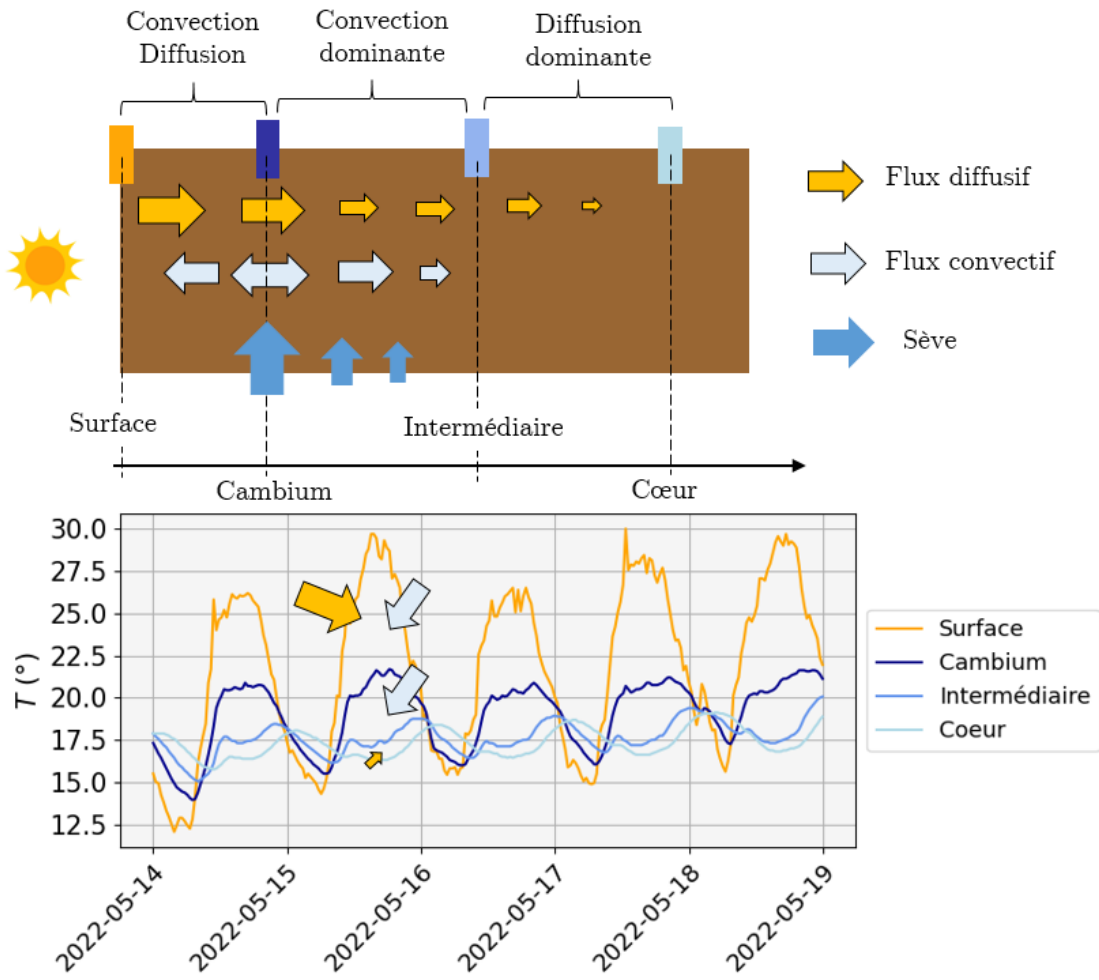 Convection
Diffusion
Convection
dominante
Diffusion
dominante
Flux diffusif
Flux convectif
Sève
Surface
Intermédiaire
Cambium
Cœur
30.0
27.5
25.0
22.5
20.0
17.5
15.0
12.5
T (°)
2022-05-14
2022-05-15
2022-05-16
2022-05-17
2022-05-18
2022-05-19
Surface
Cambium
Intermédiaire
Coeur